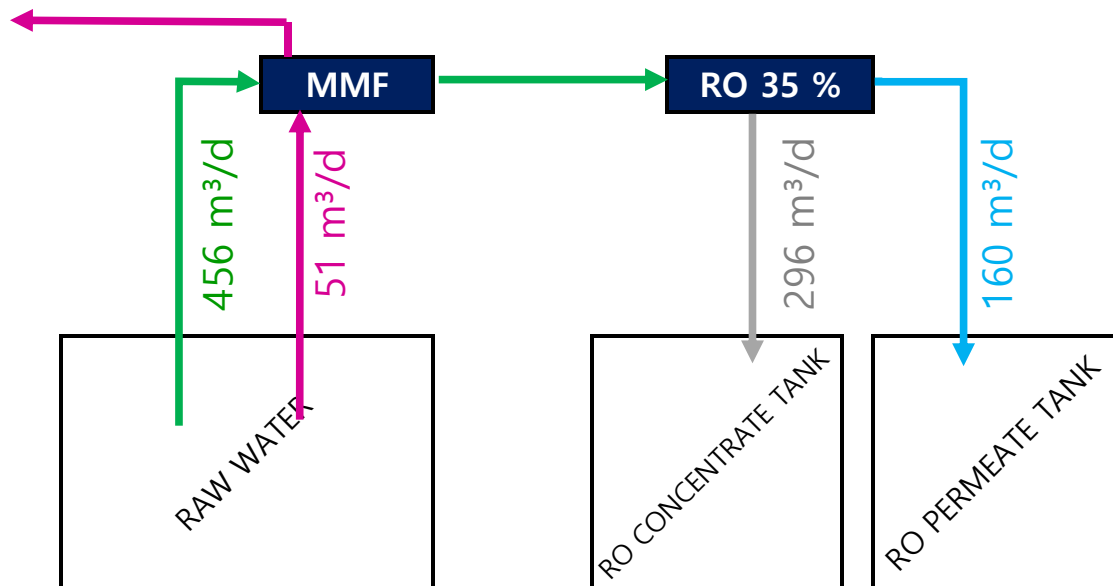 MMF
RO 35 %
456 m³/d
51 m³/d
296 m³/d
160 m³/d
RAW WATER
RO CONCENTRATE TANK
RO PERMEATE TANK